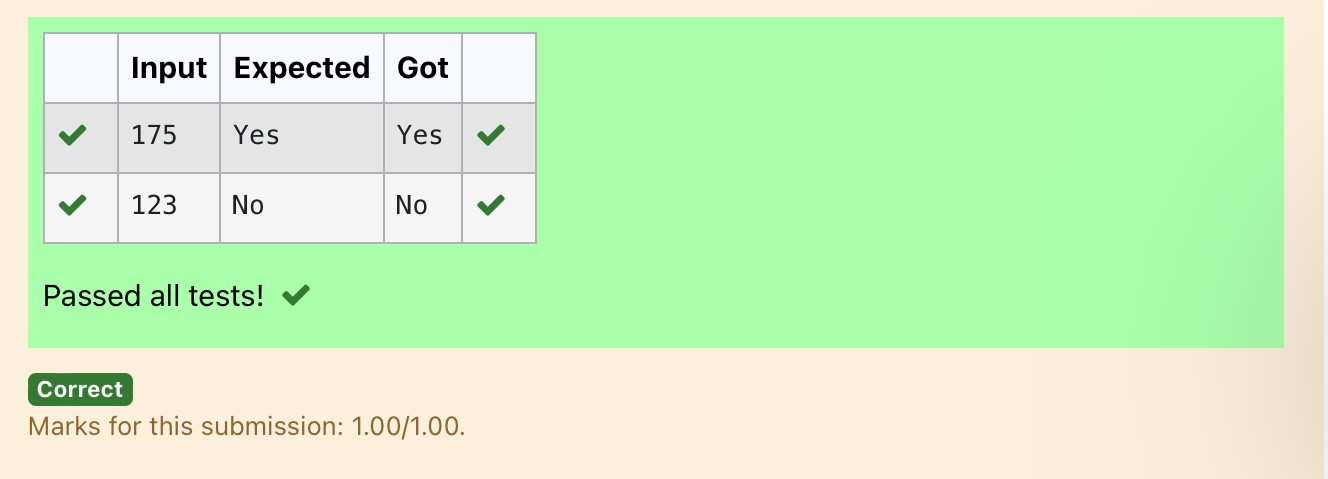 Input Expected Got
175 Yes Yes
123 No No
Passed all tests!
Correct
Marks for this submission: 1.00/1.00.